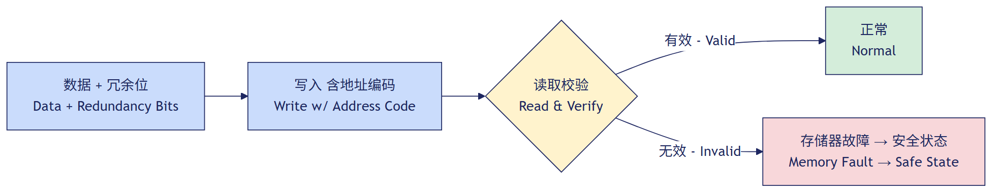 数据 + 冗余位
Data + Redundancy Bits
写入 含地址编码
Write w/ Address Code
读取校验
Read & Verify
有效 - Valid
正常
Normal
无效 - Invalid
存储器故障 → 安全状态
Memory Fault → Safe State